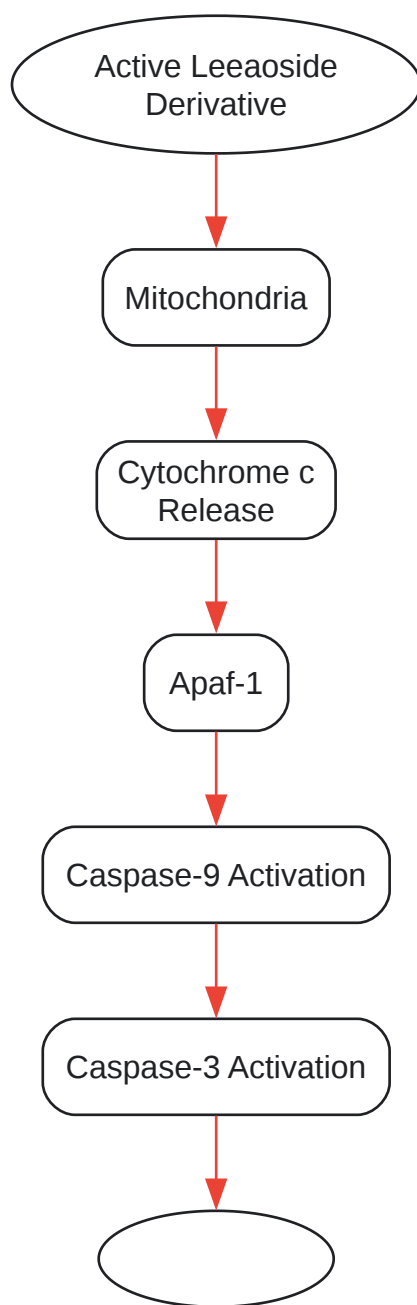 Active Leeaoside
Derivative
Mitochondria
Cytochrome c
Release
Apaf-1
Caspase-9 Activation
Caspase-3 Activation